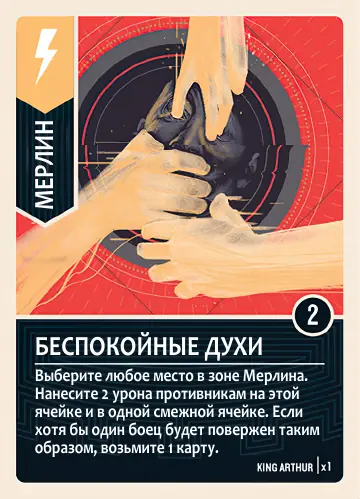 МЕРЛИН
2
БЕСПОКОЙНЫЕ ДУХИ
Выберите любое место в зоне Мерлина.
Нанесите 2 урона противникам на этой
ячейке и в одной смежной ячейке. Если
хотя бы один боец будет повержен таким
образом, возьмите 1 карту.
KING ARTHUR | x1